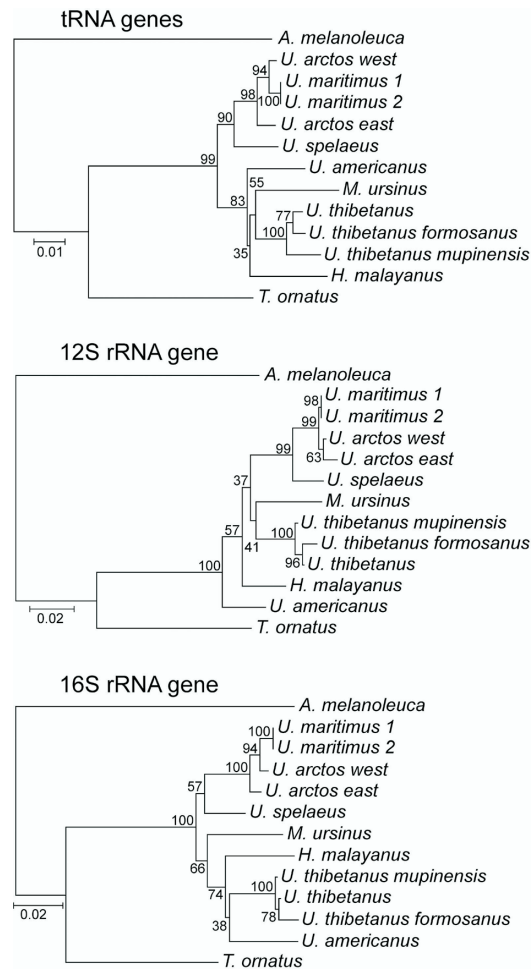 tRNA genes
A. melanoleuca
U. arctos west
94
U. maritimus 1
98
100
U. maritimus 2
90
U. arctos east
99
U. spelaeus
U. americanus
55
M. ursinus
83
77
U. thibetanus
100
U. thibetanus formosanus
35
U. thibetanus mupinensis
0.01
H. malayanus
T. ornatus
12S rRNA gene
A. melanoleuca
98
U. maritimus 1
99
U. maritimus 2
U. arctos west
99
63
U. arctos east
37
U. spelaeus
M. ursinus
57
100
U. thibetanus mupinensis
41
U. thibetanus formosanus
100
96
U. thibetanus
H. malayanus
0.02
U. americanus
T. ornatus
16S rRNA gene
A. melanoleuca
100
U. maritimus 1
94
U. maritimus 2
100
U. arctos west
57
U. arctos east
100
U. spelaeus
M. ursinus
66
H. malayanus
74
100
U. thibetanus mupinensis
U. thibetanus
0.02
78
U. thibetanus formosanus
38
U. americanus
T. ornatus